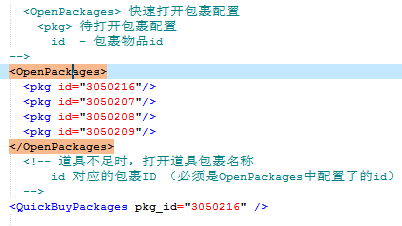 <OpenPackages> 快速打开包裹配置
<pkg> 待打开包裹配置
id - 包裹物品id
-->
<OpenPackages>
<pkg id="3050216"/>
<pkg id="3050207"/>
<pkg id="3050208"/>
<pkg id="3050209"/>
</OpenPackages>
<!-- 道具不足时，打开道具包裹名称
id 对应的包裹ID （必须是OpenPackages中配置了的id）
-->
<QuickBuyPackages pkg_id="3050216" />